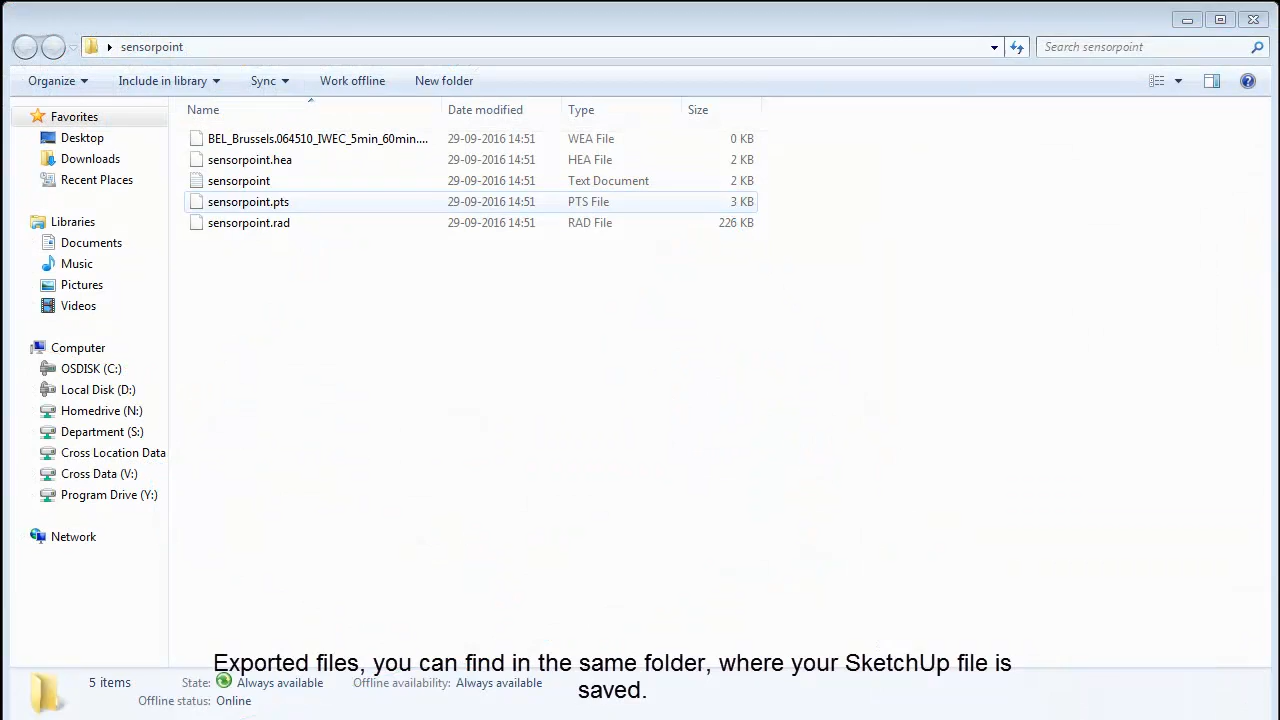 sensorpoint
Search sensorpoint
Organize Include in library Sync Work offline New folder
Name Date modified Type Size
Favorites
Desktop
Downloads
Recent Places
Libraries
Documents
Music
Pictures
Videos
Computer
OSDISK (C:)
Local Disk (D:)
Homedrive (N:)
Department (S:)
Cross Location Data
Cross Data (V:)
Program Drive (Y:)
Network
BEL_Brussels.064510_IWEC_5min_60min.... 29-09-2016 14:51 WEA File 0 KB
sensorpoint.hea 29-09-2016 14:51 HEA File 2 KB
sensorpoint 29-09-2016 14:51 Text Document 2 KB
sensorpoint.pts 29-09-2016 14:51 PTS File 3 KB
sensorpoint.rad 29-09-2016 14:51 RAD File 226 KB
Exported files, you can find in the same folder, where your SketchUp file is
saved.
5 items State: Always available Offline availability: Always available
Offline status: Online